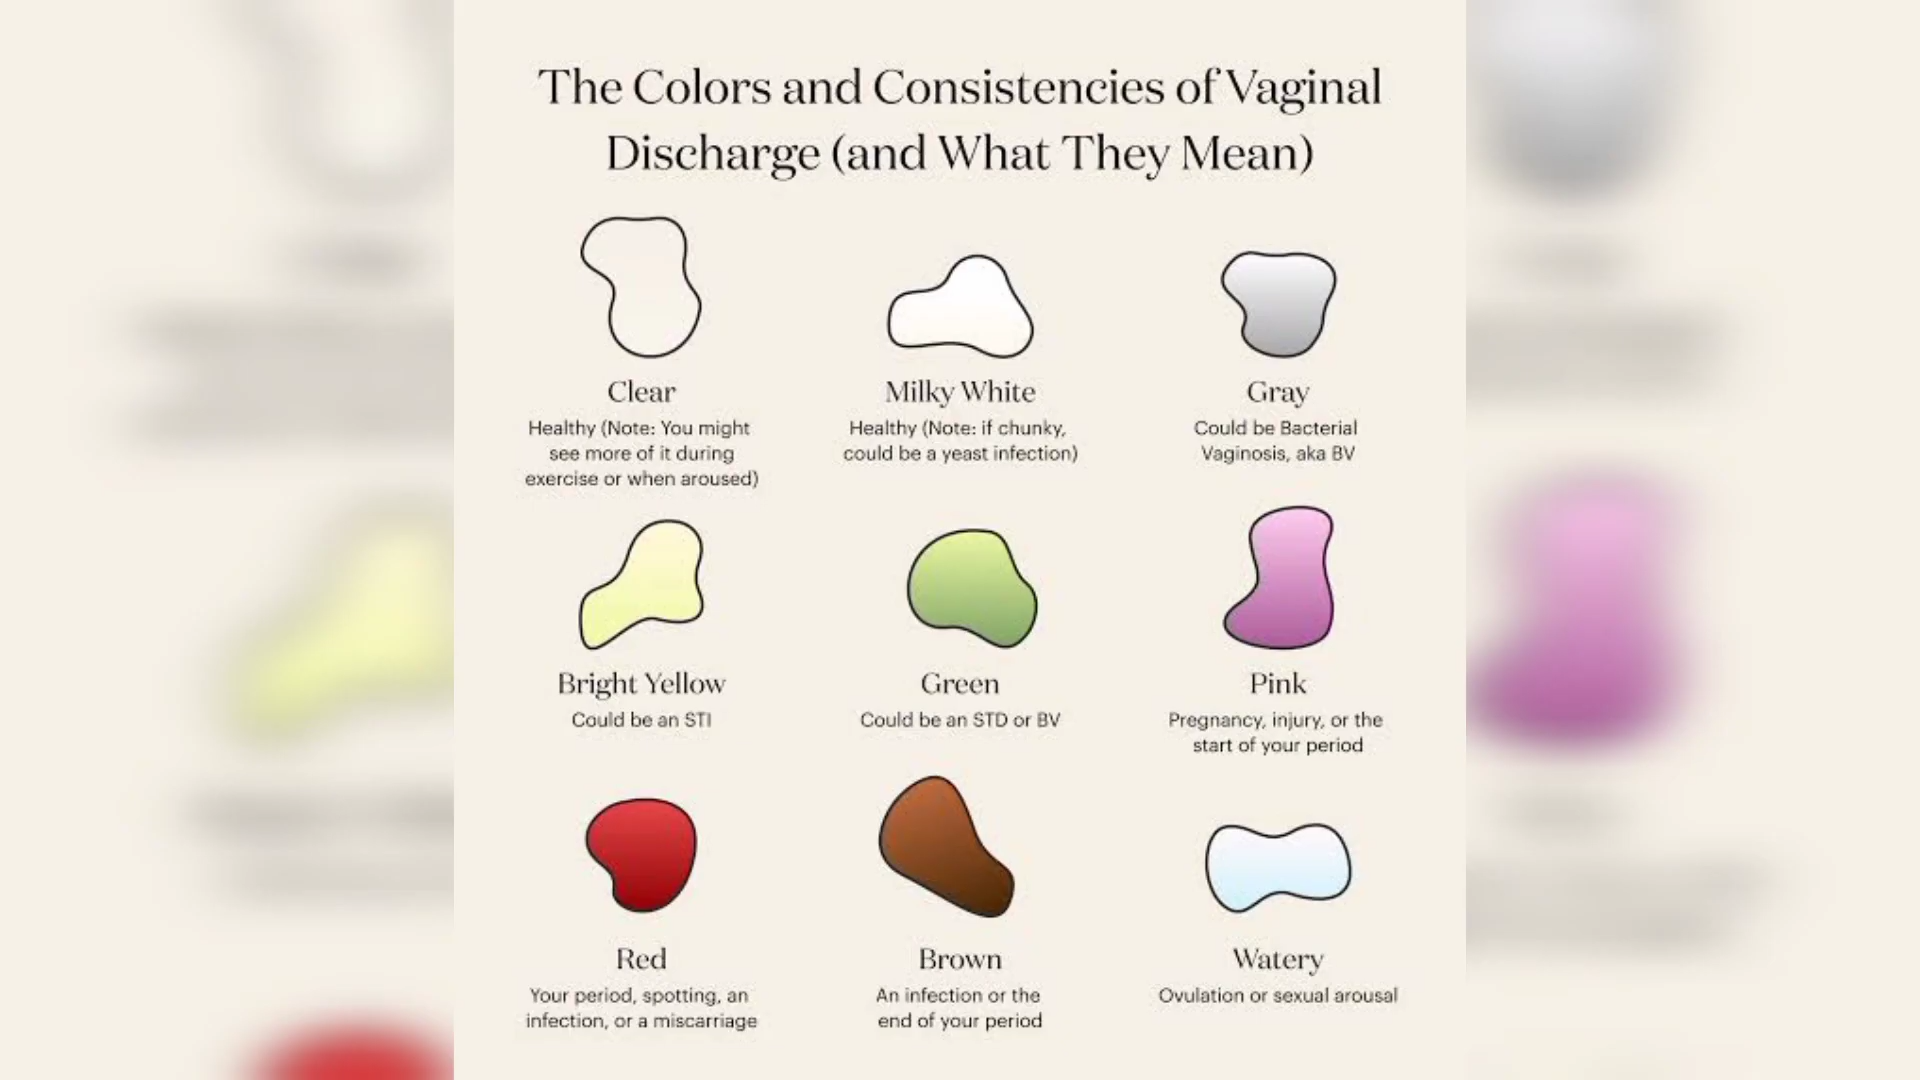 The Colors and Consistencies of Vaginal
Discharge (and What They Mean)
Clear
Healthy (Note: You might
see more of it during
exercise or when aroused)
Milky White
Healthy (Note: if chunky,
could be a yeast infection)
Gray
Could be Bacterial
Vaginosis, aka BV
Bright Yellow
Could be an STI
Green
Could be an STD or BV
Pink
Pregnancy, injury, or the
start of your period
Red
Your period, spotting, an
infection, or a miscarriage
Brown
An infection or the
end of your period
Watery
Ovulation or sexual arousal